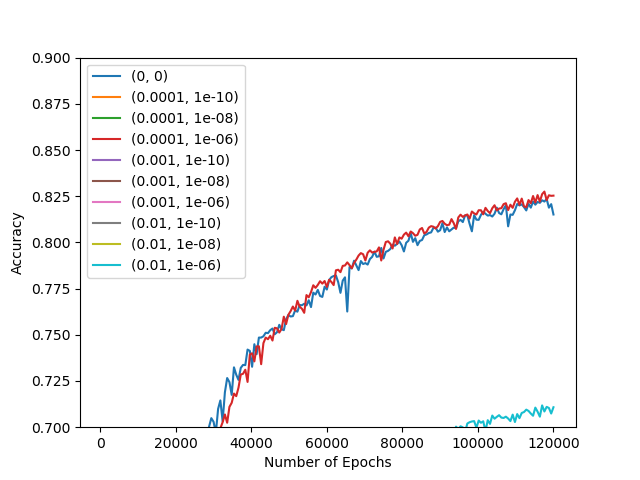 0.900
0.875
0.850
0.825
0.800
0.775
0.750
0.725
0.700
Accuracy
(0, 0)
(0.0001, 1e-10)
(0.0001, 1e-08)
(0.0001, 1e-06)
(0.001, 1e-10)
(0.001, 1e-08)
(0.001, 1e-06)
(0.01, 1e-10)
(0.01, 1e-08)
(0.01, 1e-06)
0 20000 40000 60000 80000 100000 120000
Number of Epochs